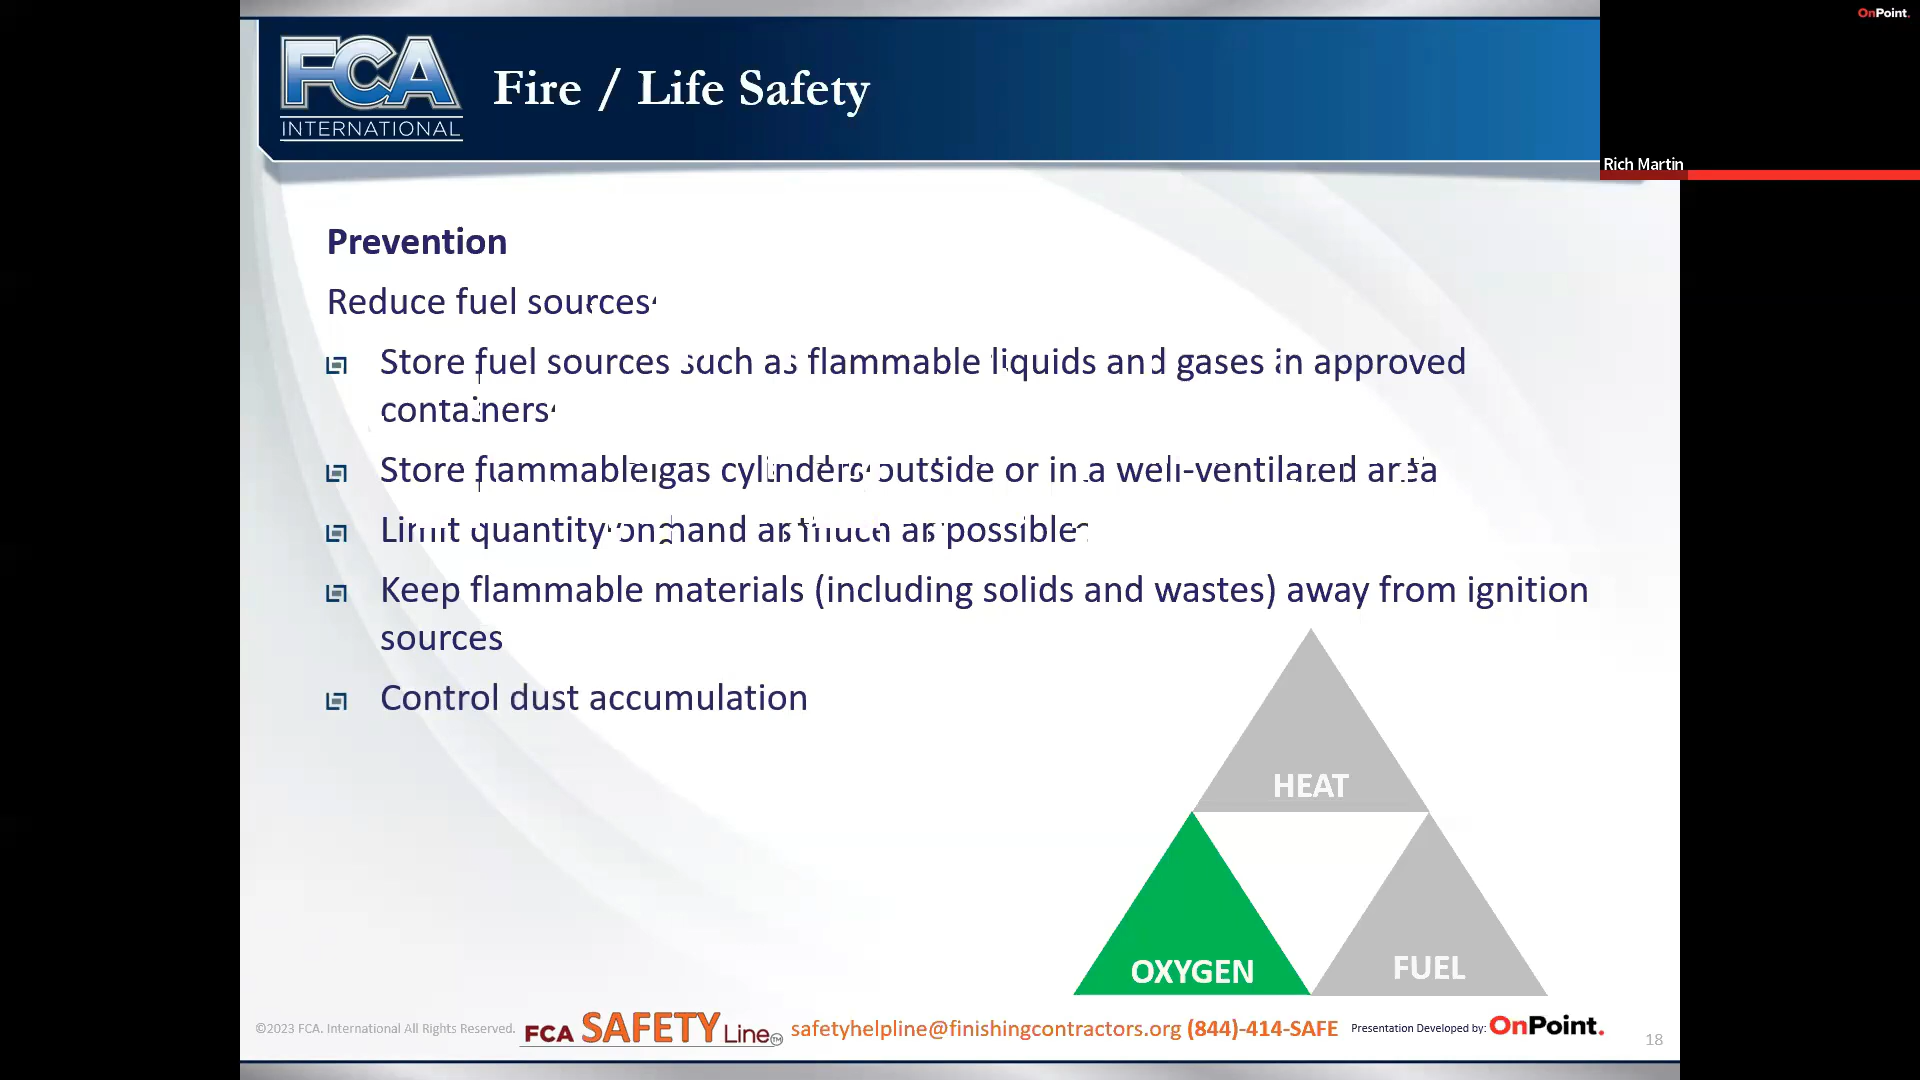 OnPoint.
FCA
INTERNATIONAL
Fire / Life Safety
Rich Martin
Prevention
Reduce fuel sources
Store fuel sources such as flammable liquids and gases in approved
containers
Store flammable gas cylinders outside or in a well-ventilated area
Limit quantity on hand as much as possible
Keep flammable materials (including solids and wastes) away from ignition
sources
Control dust accumulation
HEAT
OXYGEN
FUEL
©2023 FCA. International All Rights Reserved.
FCA SAFETY Line TM
safetyhelpline@finishingcontractors.org (844)-414-SAFE
Presentation Developed by: OnPoint.
18